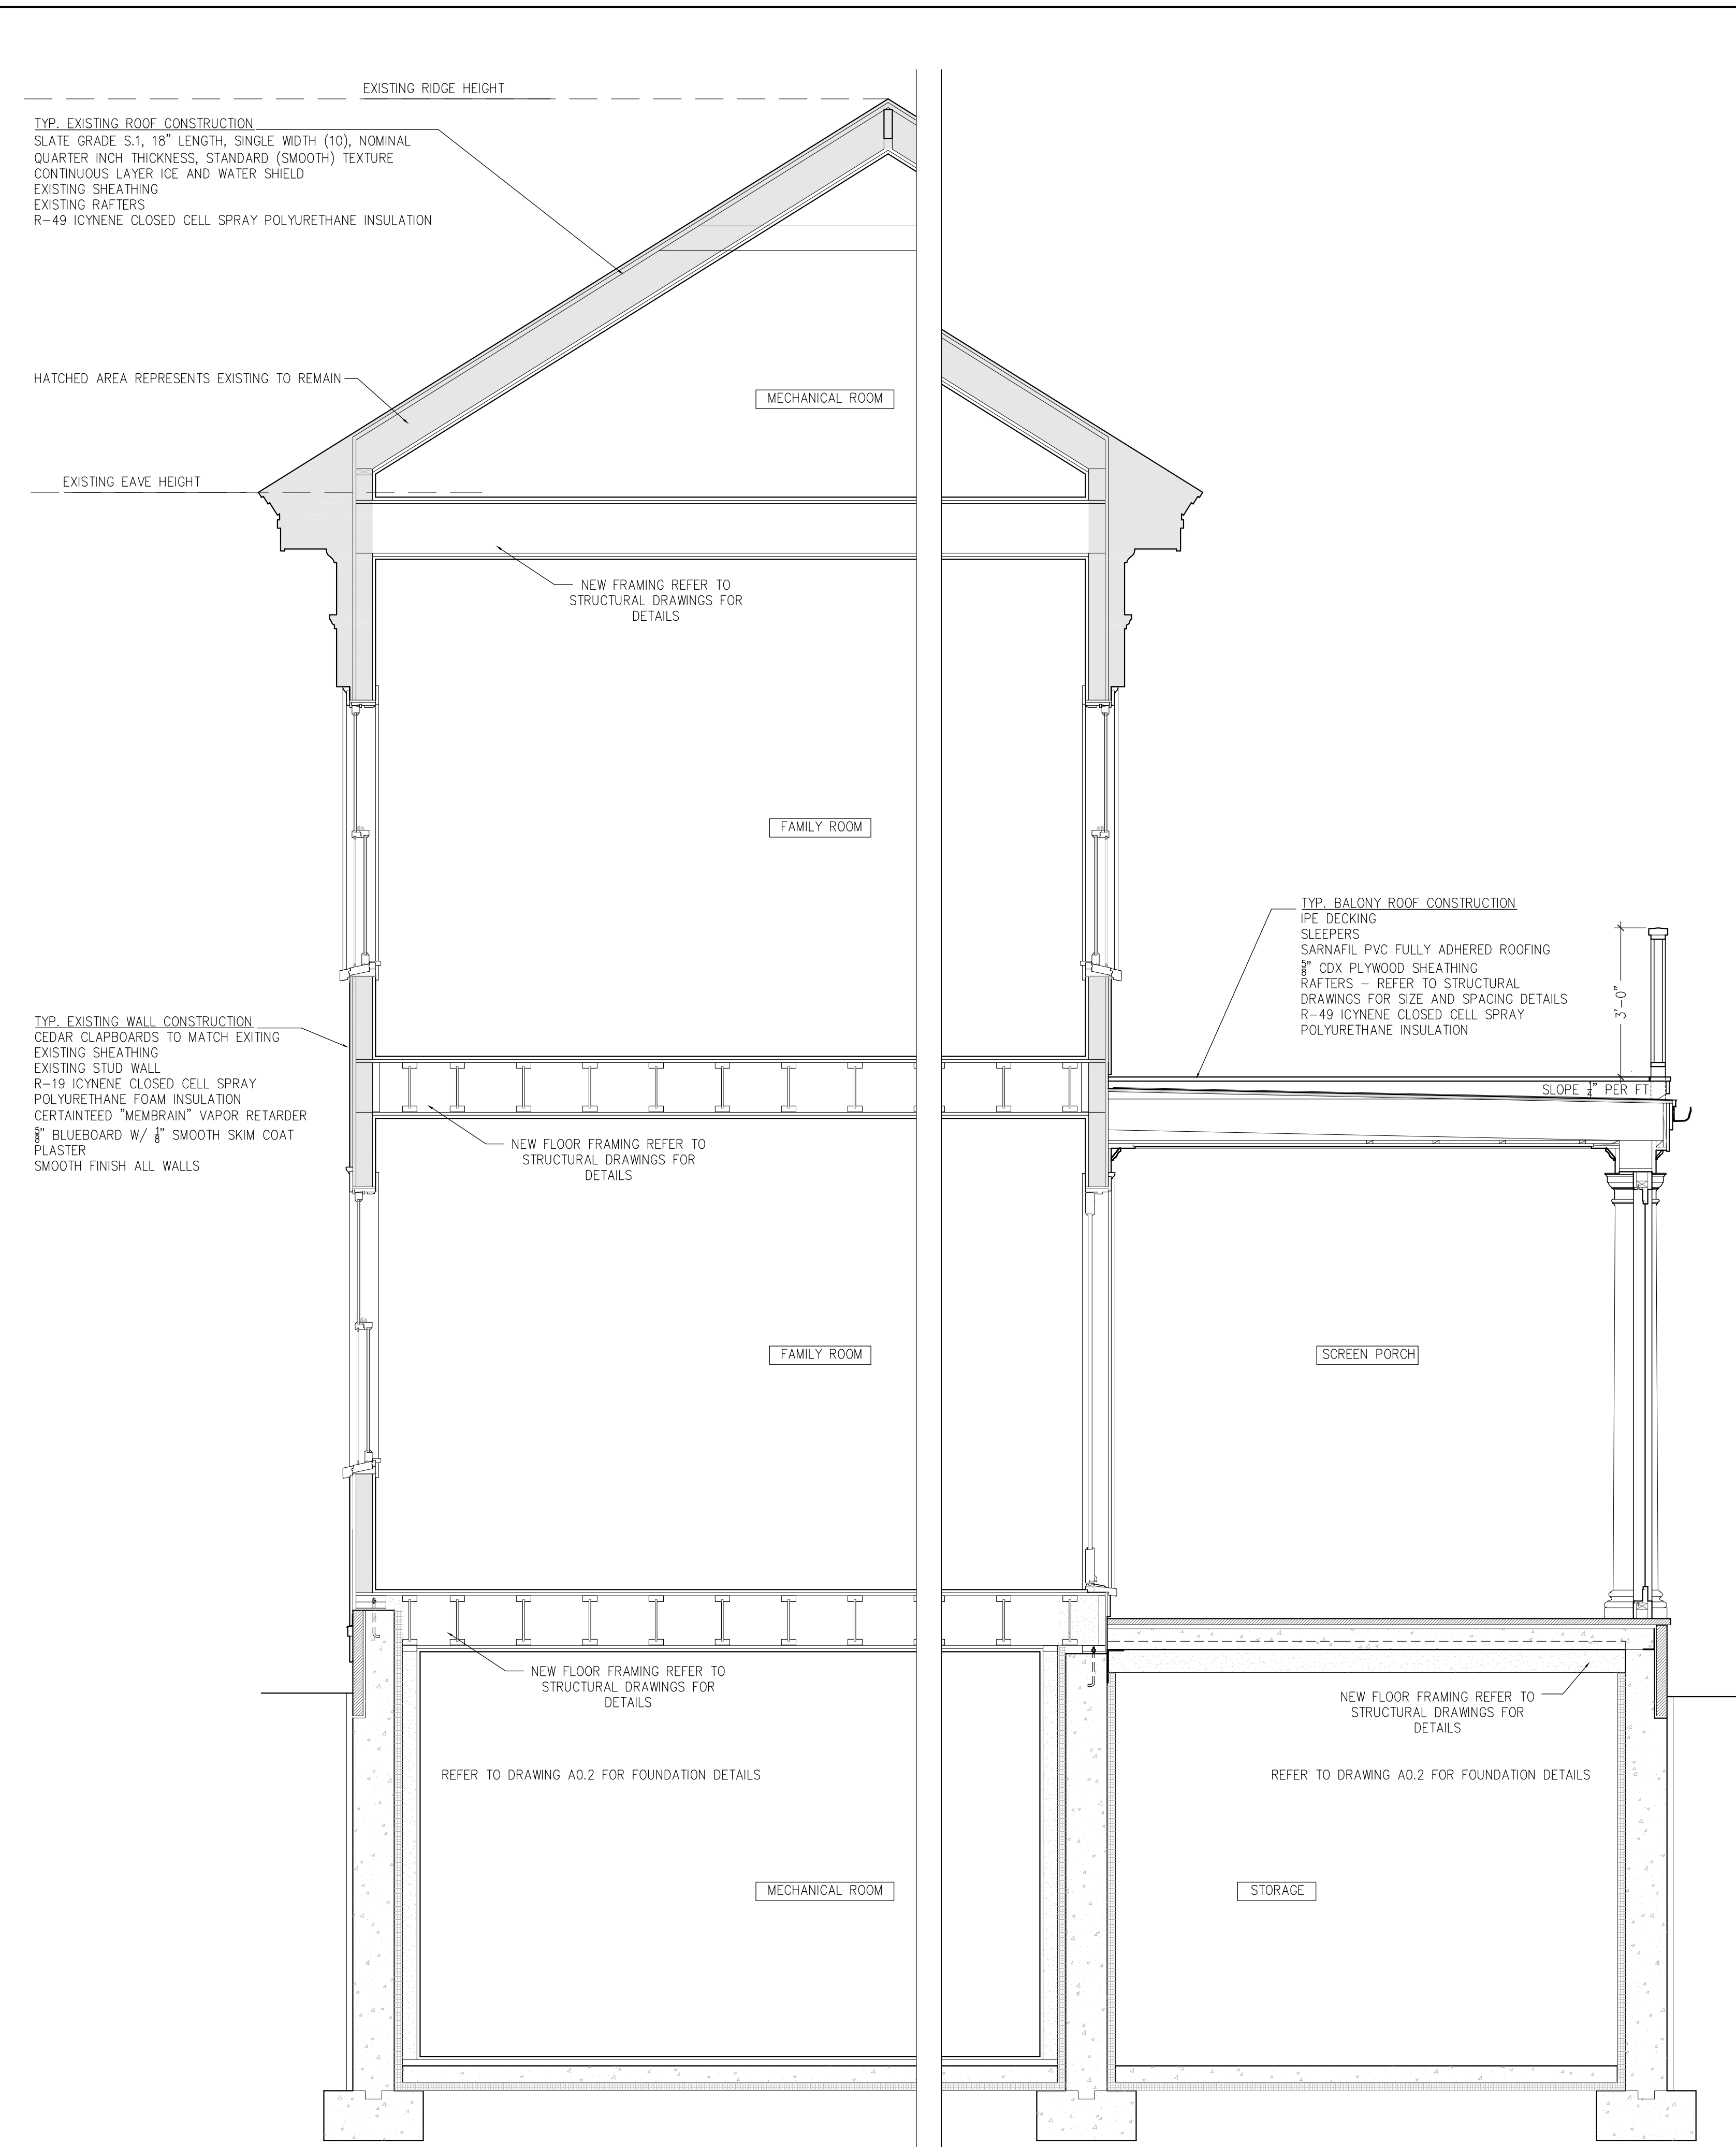 EXISTING RIDGE HEIGHT
TYP. EXISTING ROOF CONSTRUCTION
SLATE GRADE S.1, 18" LENGTH, SINGLE WIDTH (10), NOMINAL
QUARTER INCH THICKNESS, STANDARD (SMOOTH) TEXTURE
CONTINUOUS LAYER ICE AND WATER SHIELD
EXISTING SHEATHING
EXISTING RAFTERS
R-49 ICYNENE CLOSED CELL SPRAY POLYURETHANE INSULATION
HATCHED AREA REPRESENTS EXISTING TO REMAIN
MECHANICAL ROOM
EXISTING EAVE HEIGHT
NEW FRAMING REFER TO
STRUCTURAL DRAWINGS FOR
DETAILS
FAMILY ROOM
TYP. BALONY ROOF CONSTRUCTION
IPE DECKING
SLEEPERS
SARNAFIL PVC FULLY ADHERED ROOFING
5/8" CDX PLYWOOD SHEATHING
RAFTERS - REFER TO STRUCTURAL
DRAWINGS FOR SIZE AND SPACING DETAILS
R-49 ICYNENE CLOSED CELL SPRAY
POLYURETHANE INSULATION
3'-0"
SLOPE 1/4" PER FT
TYP. EXISTING WALL CONSTRUCTION
CEDAR CLAPBOARDS TO MATCH EXITING
EXISTING SHEATHING
EXISTING STUD WALL
R-19 ICYNENE CLOSED CELL SPRAY
POLYURETHANE FOAM INSULATION
CERTAINTEED "MEMBRAIN" VAPOR RETARDER
5/8" BLUEBOARD W/ 1/8" SMOOTH SKIM COAT
PLASTER
SMOOTH FINISH ALL WALLS
NEW FLOOR FRAMING REFER TO
STRUCTURAL DRAWINGS FOR
DETAILS
FAMILY ROOM
SCREEN PORCH
NEW FLOOR FRAMING REFER TO
STRUCTURAL DRAWINGS FOR
DETAILS
NEW FLOOR FRAMING REFER TO
STRUCTURAL DRAWINGS FOR
DETAILS
REFER TO DRAWING A0.2 FOR FOUNDATION DETAILS
REFER TO DRAWING A0.2 FOR FOUNDATION DETAILS
MECHANICAL ROOM
STORAGE